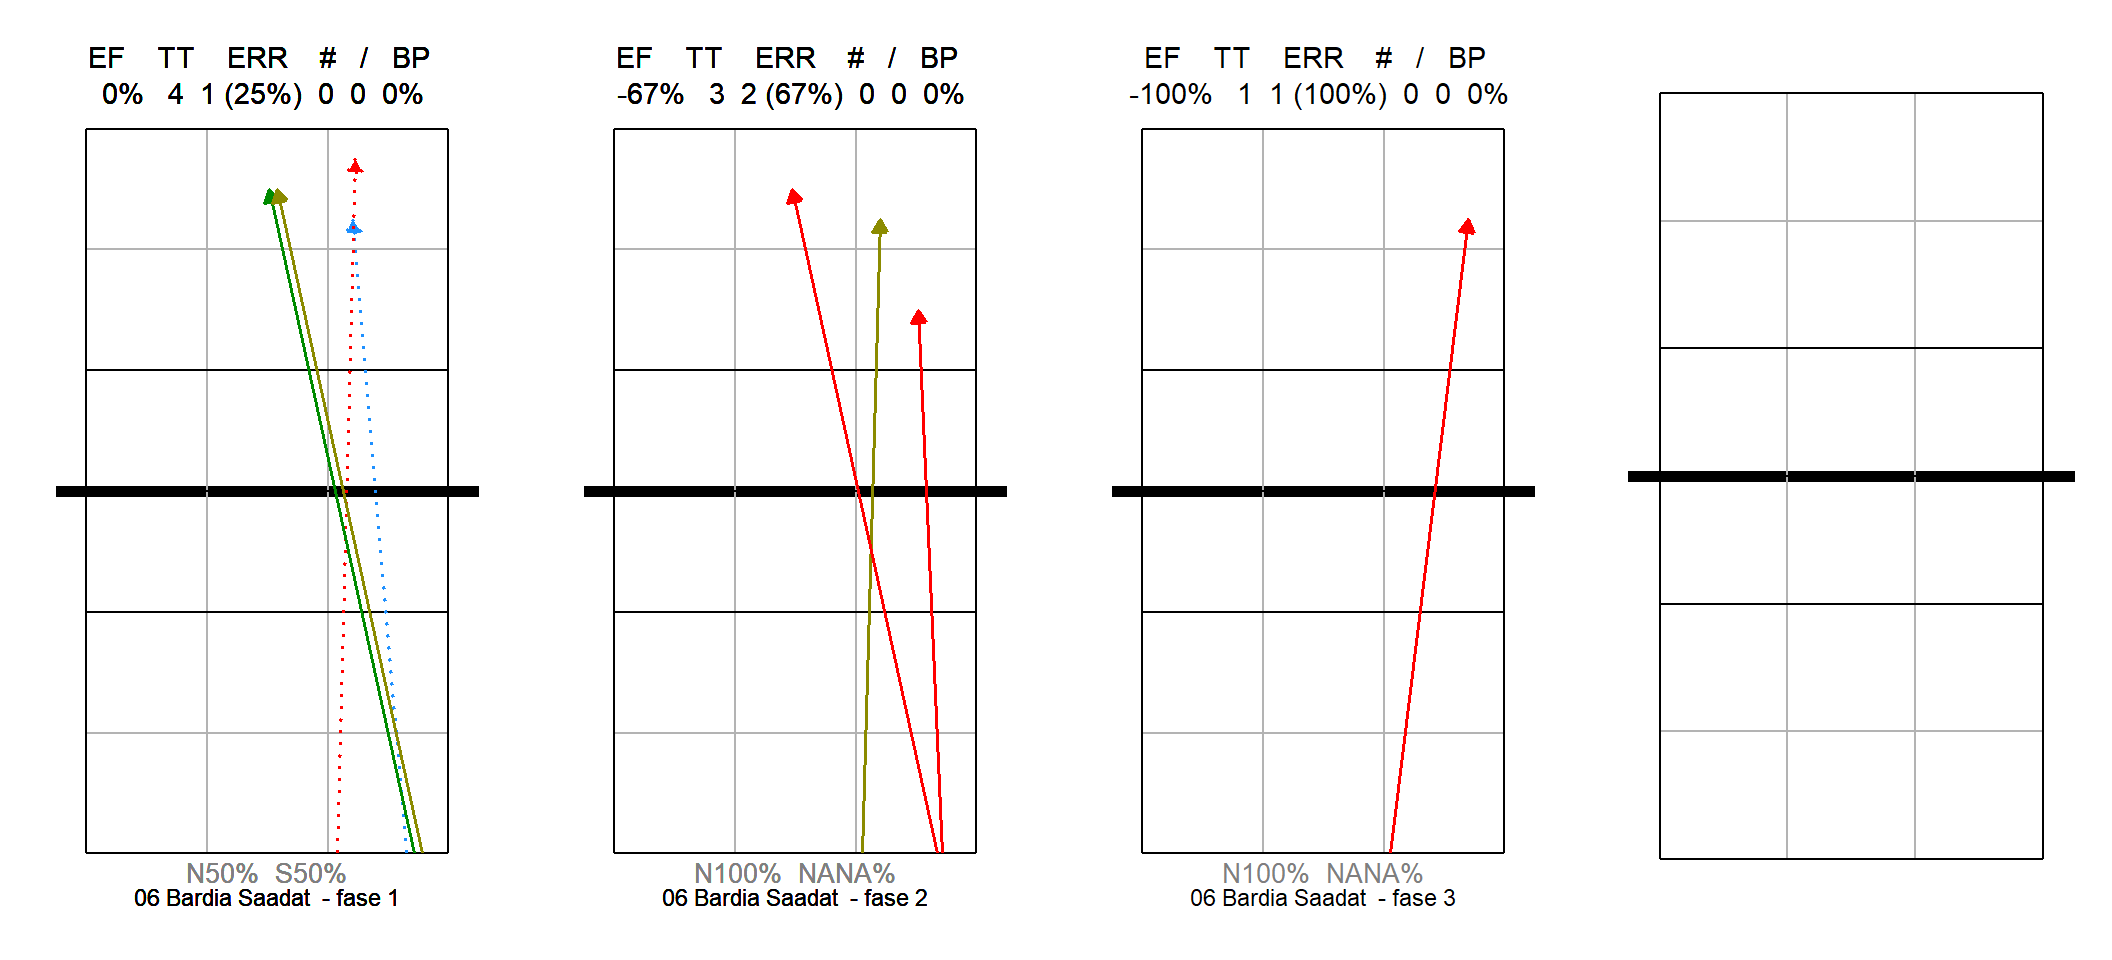 EF TT ERR # / BP
0% 4 1 (25%) 0 0 0%
N50% S50%
06 Bardia Saadat - fase 1
EF TT ERR # / BP
-67% 3 2 (67%) 0 0 0%
N100% NANA%
06 Bardia Saadat - fase 2
EF TT ERR # / BP
-100% 1 1 (100%) 0 0 0%
N100% NANA%
06 Bardia Saadat - fase 3